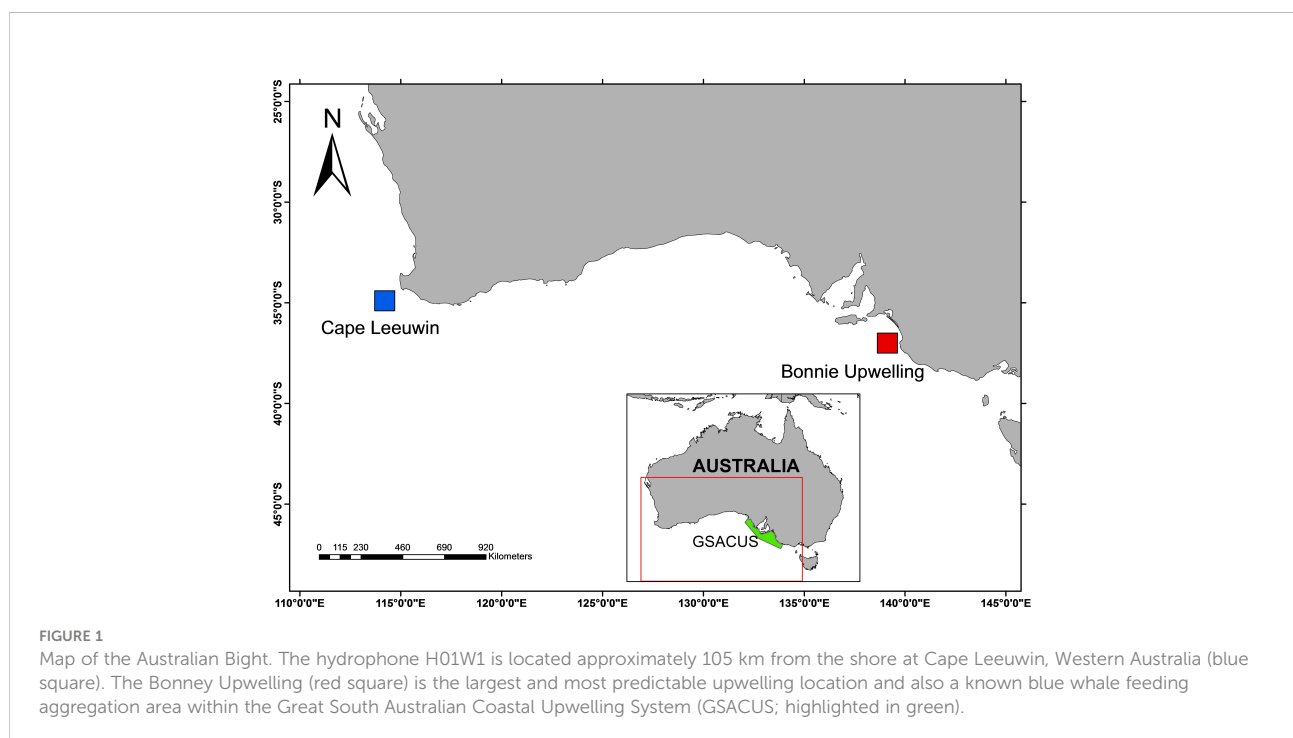 N
25°0'0"S
30°0'0"S
35°0'0"S
40°0'0"S
45°0'0"S
Cape Leeuwin
Bonnie Upwelling
AUSTRALIA
GSACUS
0 115 230 460 690 920
Kilometers
110°0'0"E 115°0'0"E 120°0'0"E 125°0'0"E 130°0'0"E 135°0'0"E 140°0'0"E 145°0'0"E
FIGURE 1
Map of the Australian Bight. The hydrophone H01W1 is located approximately 105 km from the shore at Cape Leeuwin, Western Australia (blue
square). The Bonney Upwelling (red square) is the largest and most predictable upwelling location and also a known blue whale feeding
aggregation area within the Great South Australian Coastal Upwelling System (GSACUS; highlighted in green).